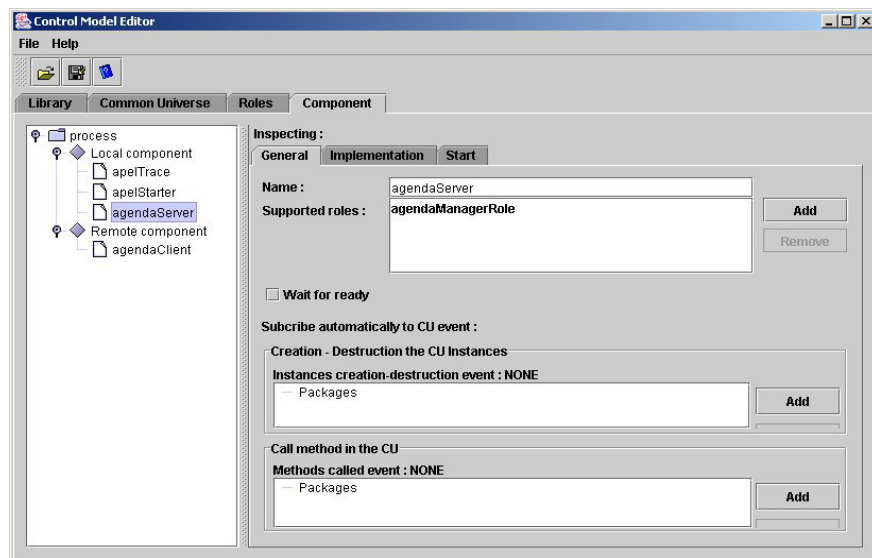 Control Model Editor
File Help
Library Common Universe Roles Component
process
Local component
apelTrace
apelStarter
agendaServer
Remote component
agendaClient
Inspecting :
General Implementation Start
Name : agendaServer
Supported roles : agendaManagerRole
Add
Remove
Wait for ready
Subcribe automatically to CU event :
Creation - Destruction the CU Instances
Instances creation-destruction event : NONE
Packages
Add
Call method in the CU
Methods called event : NONE
Packages
Add